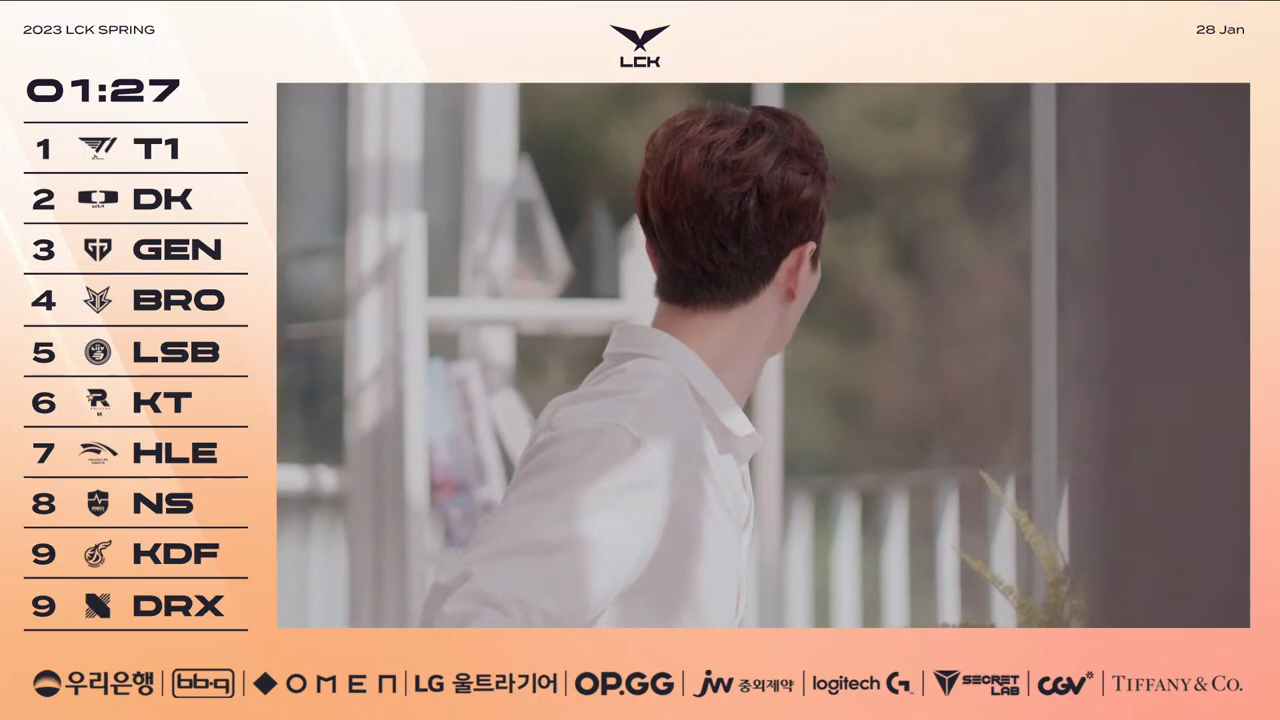 2023 LCK SPRING
LCK
28 Jan
01:27
1 T1
2 DK
3 GEN
4 BRO
5 LSB
6 KT
7 HLE
8 NS
9 KDF
9 DRX
우리은행 bb.q OMEN LG 울트라기어 OP.GG jw 중외제약 logitech G SECRET LAB CGV TIFFANY & CO.